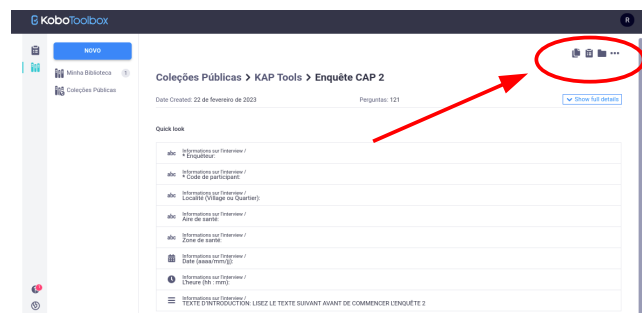 KoboToolbox
R
NOVO
Minha Biblioteca 5
Coleções Públicas
Coleções Públicas > KAP Tools > Enquête CAP 2
Date Created: 22 de fevereiro de 2023
Perguntas: 121
Show full details
Quick look
abc Informations sur l'interview /
* Enquêteur:
abc Informations sur l'interview /
* Code de participant:
abc Informations sur l'interview /
Localité (Village ou Quartier):
abc Informations sur l'interview /
Aire de santé:
abc Informations sur l'interview /
Zone de santé:
Informations sur l'interview /
Date (aaaa/mm/jj):
Informations sur l'interview /
L'heure (hh : mm):
Informations sur l'interview /
TEXTE D'INTRODUCTION: LISEZ LE TEXTE SUIVANT AVANT DE COMMENCER L'ENQUÊTE 2